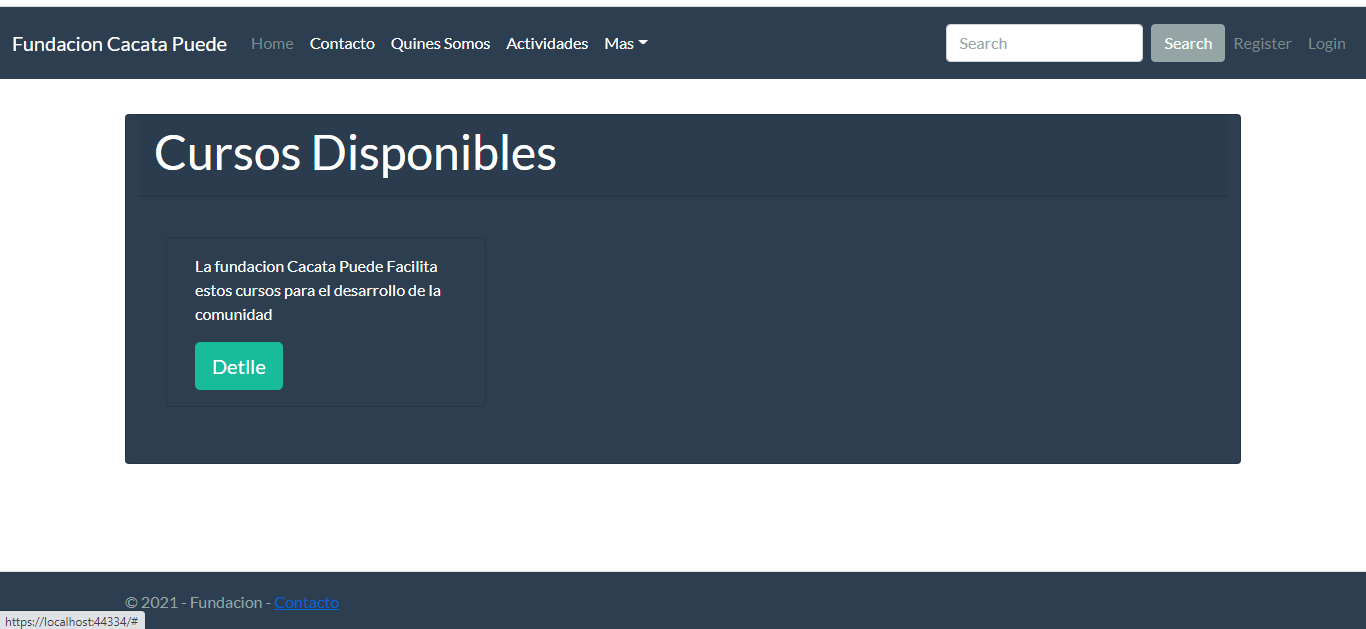 Fundacion Cacata Puede Home Contacto Quines Somos Actividades Mas Search Search Register Login
Cursos Disponibles
La fundacion Cacata Puede Facilita
estos cursos para el desarrollo de la
comunidad
Detlle
© 2021 - Fundacion - Contacto
https://localhost:44334/#